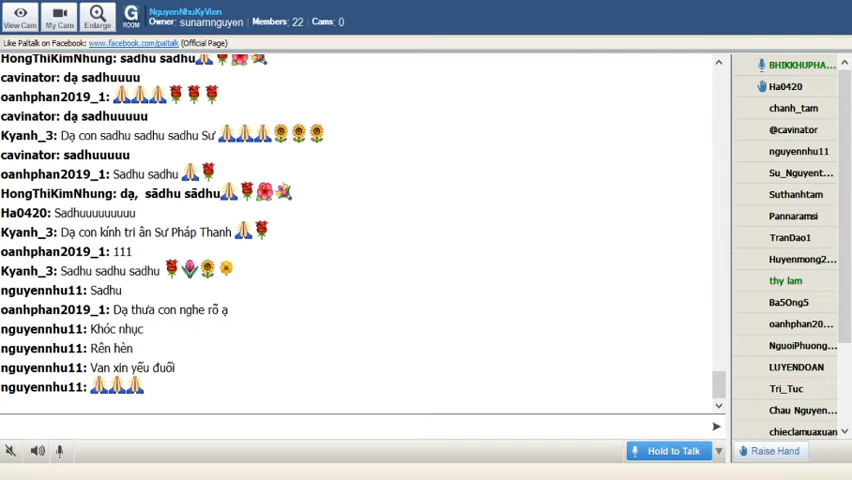 View Cam
My Cam
Enlarge
G
ROOM
NguyenNhuKyVien
Owner: sunamnguyen Members: 22 Cams: 0
Like Paltalk on Facebook: www.facebook.com/paltalk (Official Page)
HongThiKimNhung: sadhu sadhu
cavinator: dạ sadhuuuu
oanhphan2019_1:
cavinator: dạ sadhuuuuu
Kyanh_3: Dạ con sadhu sadhu sadhu Sư
cavinator: sadhuuuuu
oanhphan2019_1: Sadhu sadhu
HongThiKimNhung: dạ, sādhu sādhu
Ha0420: Sadhuuuuuuuuu
Kyanh_3: Dạ con kính tri ân Sư Pháp Thanh
oanhphan2019_1: 111
Kyanh_3: Sadhu sadhu sadhu
nguyennhu11: Sadhu
oanhphan2019_1: Dạ thưa con nghe rõ ạ
nguyennhu11: Khóc nhục
nguyennhu11: Rên hèn
nguyennhu11: Van xin yếu đuối
nguyennhu11:
Hold to Talk
BHIKKHUPHA...
Ha0420
chanh_tam
@cavinator
nguyennhu11
Su_Nguyent...
Suthanhtam
Pannaramsi
TranDao1
Huyenmong2...
thy lam
Ba5Ong5
oanhphan20...
NguoiPhuong...
LUYENDOAN
Tri_Tuc
Chau Nguyen...
chieclamuaxuan
Raise Hand